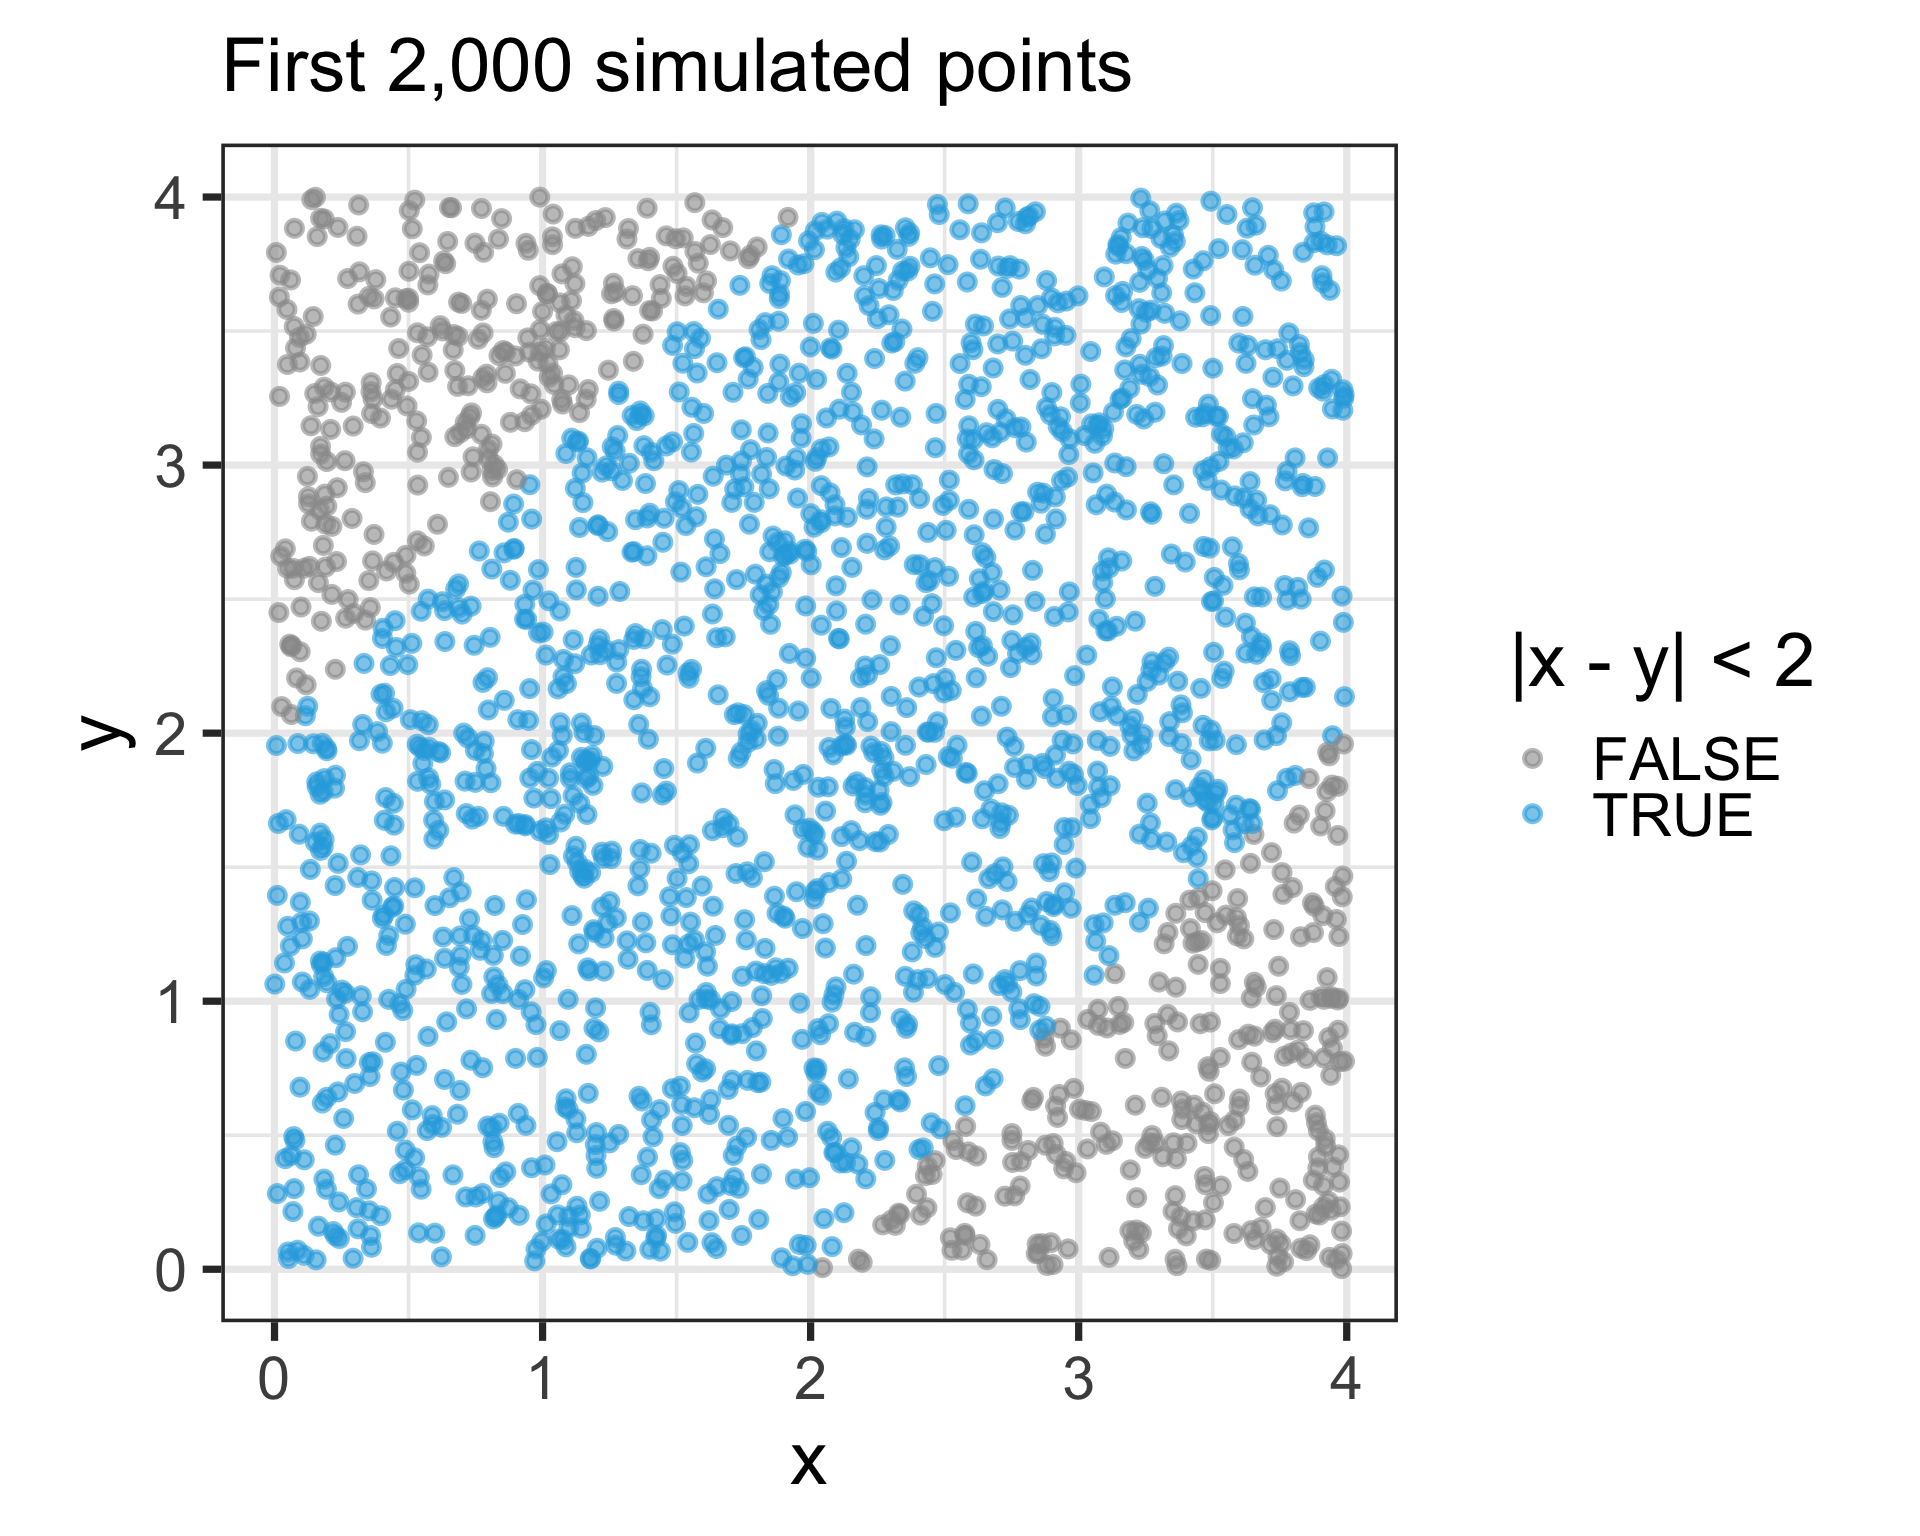 First 2,000 simulated points
4
3
2
1
0
y
0 1 2 3 4
x
|x - y| < 2
FALSE
TRUE